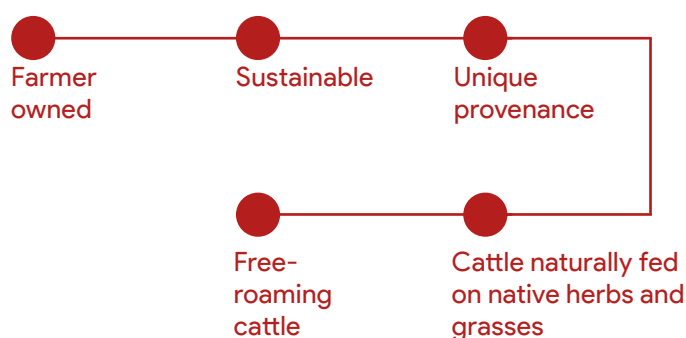 Farmer
owned
Sustainable
Unique
provenance
Free-
roaming
cattle
Cattle naturally fed
on native herbs and
grasses